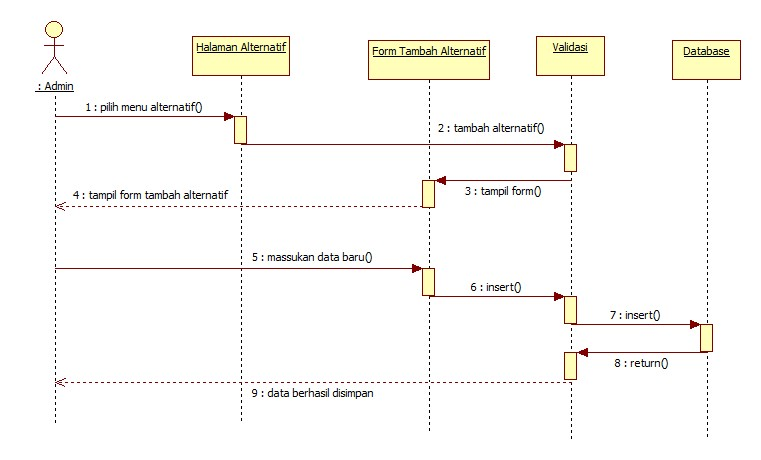 Halaman Alternatif
Form Tambah Alternatif
Validasi
Database
: Admin
1 : pilih menu alternatif()
2 : tambah alternatif()
3 : tampil form()
4 : tampil form tambah alternatif
5 : massukan data baru()
6 : insert()
7 : insert()
8 : return()
9 : data berhasil disimpan